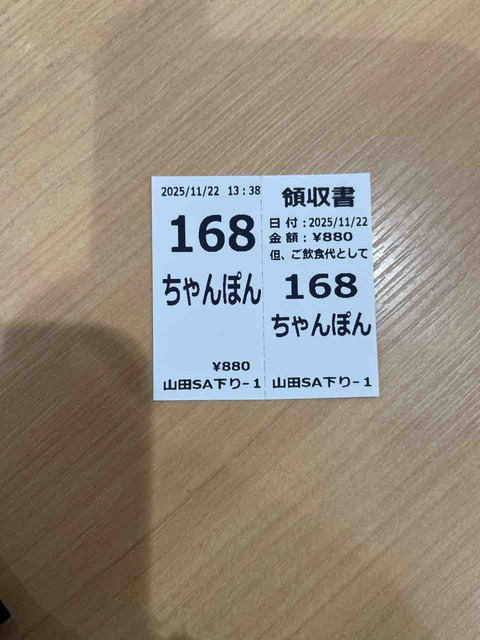 2025/11/22 13:38
168
ちゃんぽん
¥880
山田SA下り-1
領収書
日 付：2025/11/22
金 額：¥880
但、ご飲食代として
168
ちゃんぽん
山田SA下り-1